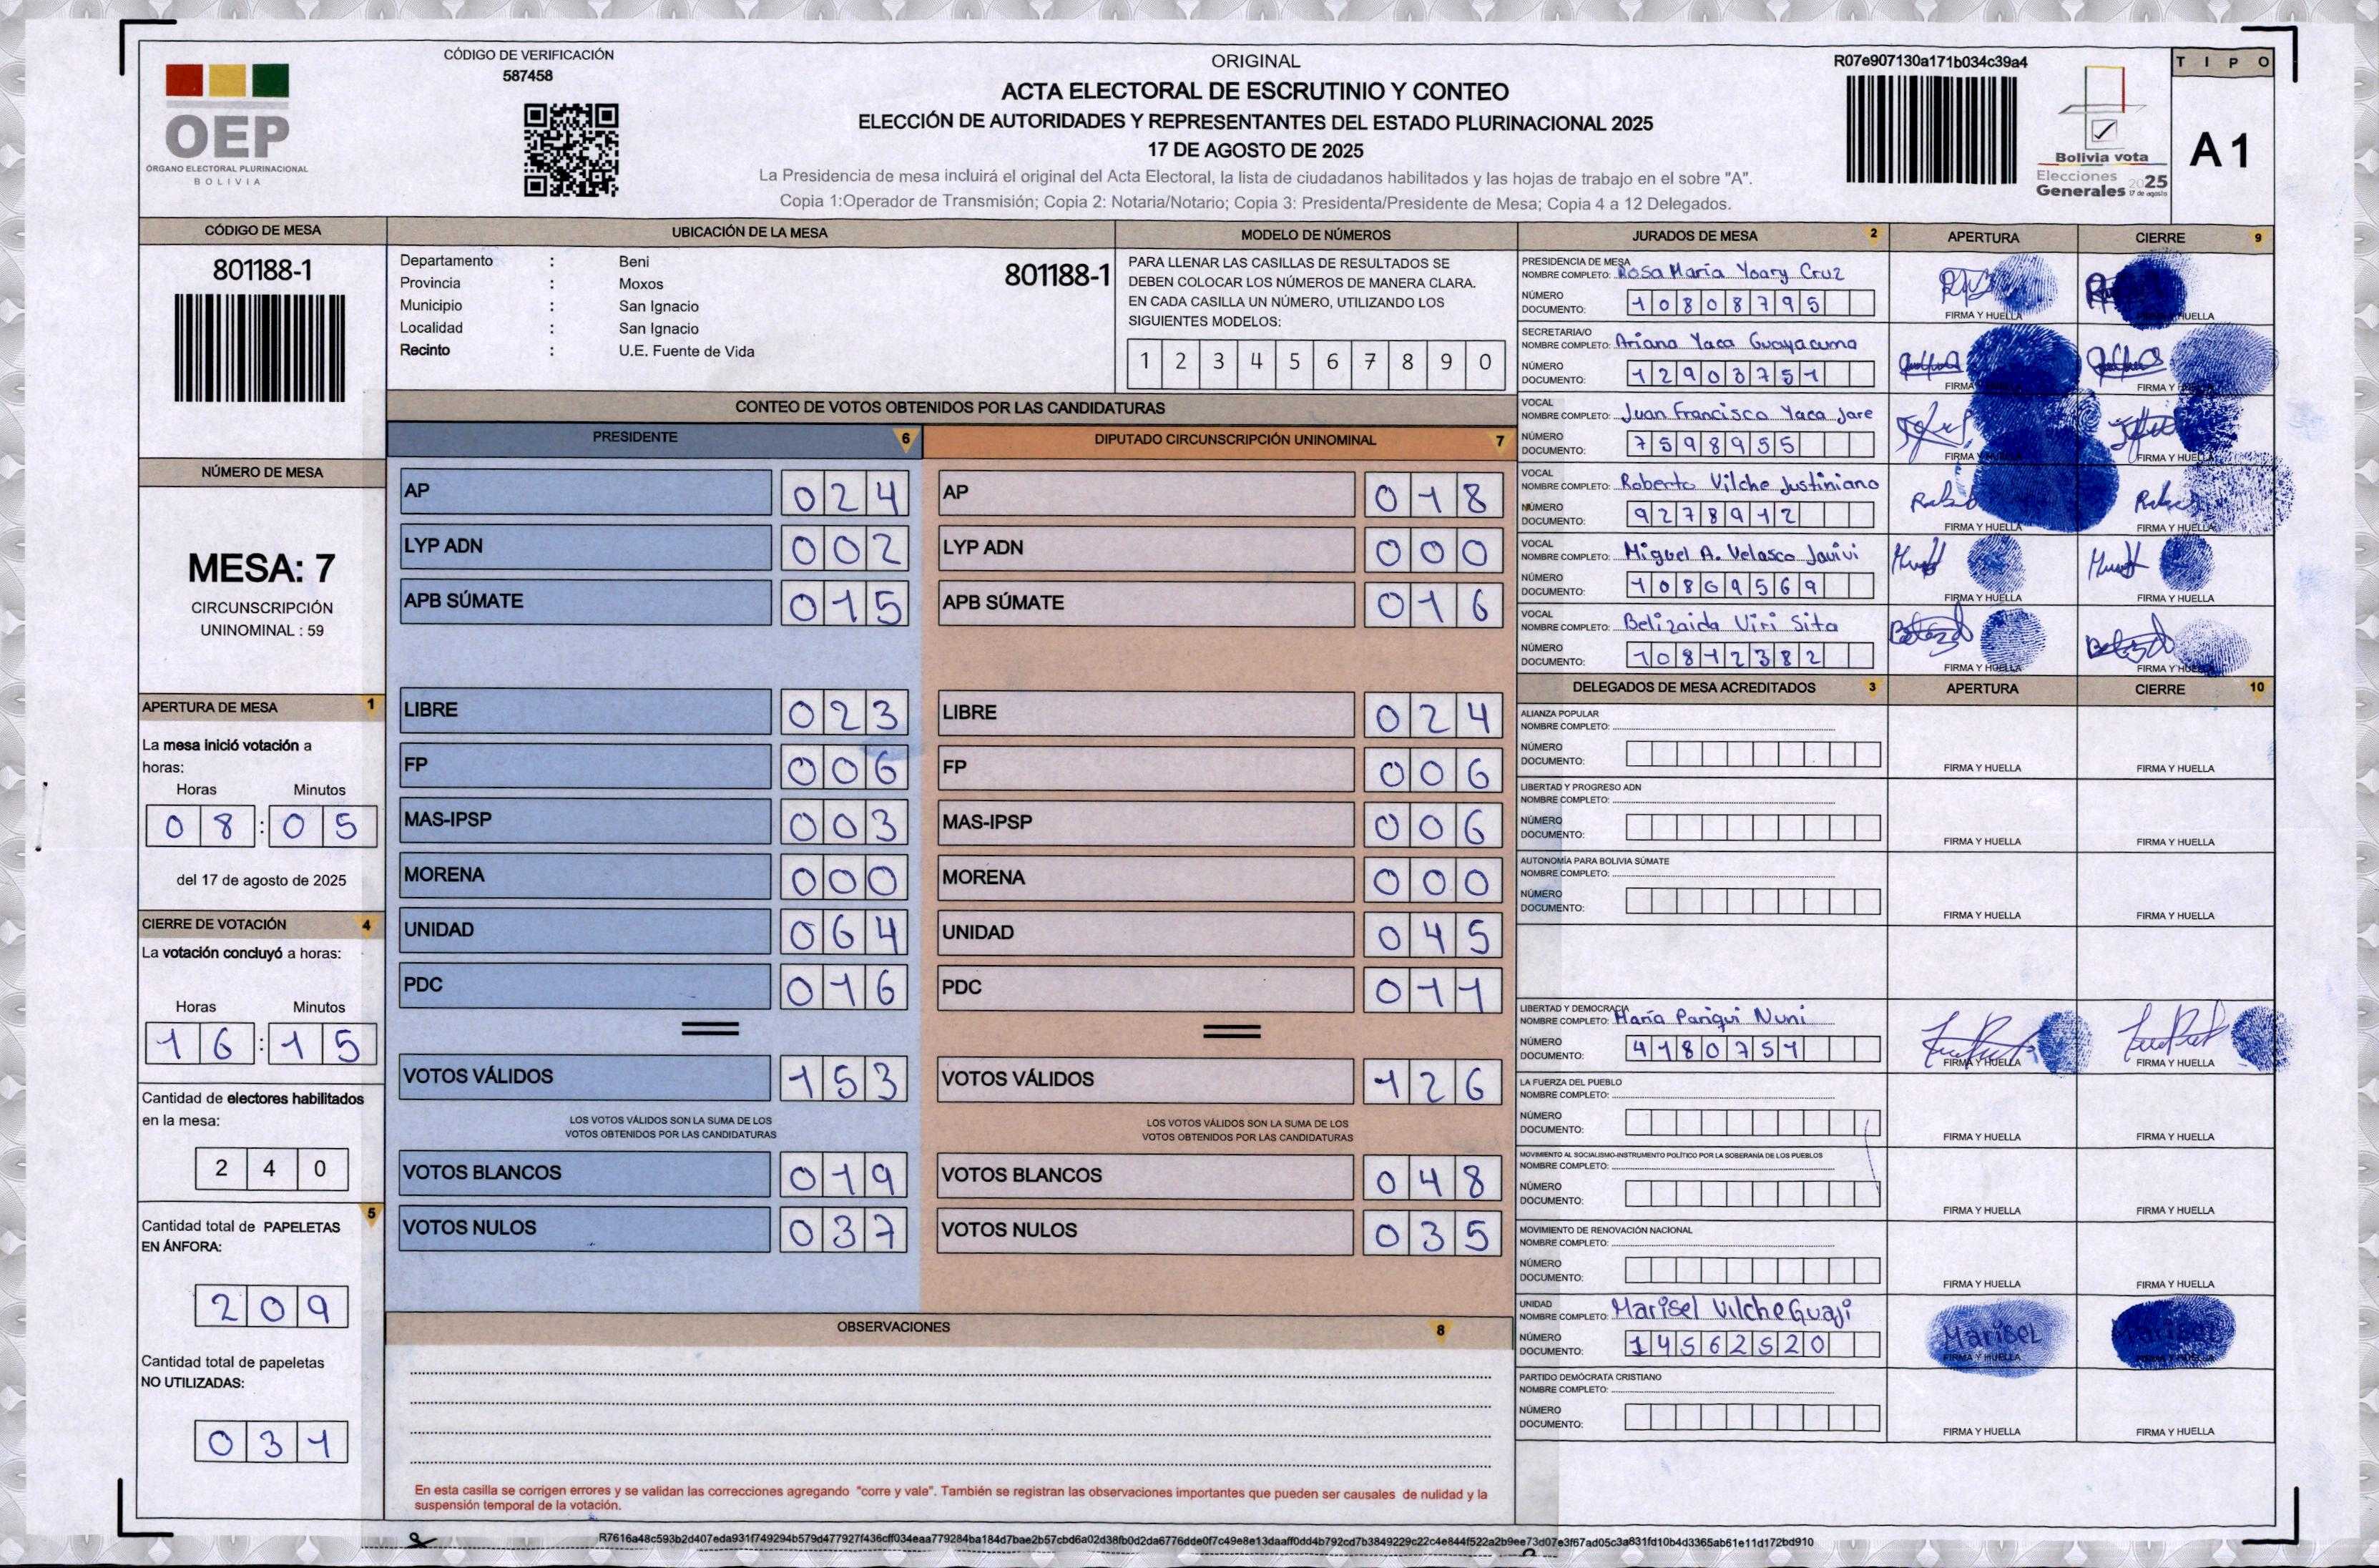 CÓDIGO DE VERIFICACIÓN
587458
OEP
ÓRGANO ELECTORAL PLURINACIONAL
BOLIVIA
ORIGINAL
ACTA ELECTORAL DE ESCRUTINIO Y CONTEO
ELECCIÓN DE AUTORIDADES Y REPRESENTANTES DEL ESTADO PLURINACIONAL 2025
17 DE AGOSTO DE 2025
La Presidencia de mesa incluirá el original del Acta Electoral, la lista de ciudadanos habilitados y las hojas de trabajo en el sobre "A".
Copia 1:Operador de Transmisión; Copia 2: Notaria/Notario; Copia 3: Presidenta/Presidente de Mesa; Copia 4 a 12 Delegados.
R07e907130a171b034c39a4
Bolivia vota
Elecciones
Generales 2025
17 de agosto
TIPO
A1
CÓDIGO DE MESA
801188-1
NÚMERO DE MESA
MESA: 7
CIRCUNSCRIPCIÓN
UNINOMINAL : 59
APERTURA DE MESA 1
La mesa inició votación a
horas:
Horas Minutos
08:05
del 17 de agosto de 2025
CIERRE DE VOTACIÓN 4
La votación concluyó a horas:
Horas Minutos
16:15
Cantidad de electores habilitados
en la mesa:
240
5
Cantidad total de PAPELETAS
EN ÁNFORA:
209
Cantidad total de papeletas
NO UTILIZADAS:
031
UBICACIÓN DE LA MESA
Departamento : Beni
Provincia : Moxos
Municipio : San Ignacio
Localidad : San Ignacio
Recinto : U.E. Fuente de Vida
801188-1
MODELO DE NÚMEROS
PARA LLENAR LAS CASILLAS DE RESULTADOS SE
DEBEN COLOCAR LOS NÚMEROS DE MANERA CLARA.
EN CADA CASILLA UN NÚMERO, UTILIZANDO LOS
SIGUIENTES MODELOS:
1 2 3 4 5 6 7 8 9 0
CONTEO DE VOTOS OBTENIDOS POR LAS CANDIDATURAS
PRESIDENTE 6
AP 024
LYP ADN 002
APB SÚMATE 015
LIBRE 023
FP 006
MAS-IPSP 003
MORENA 000
UNIDAD 064
PDC 016
=
VOTOS VÁLIDOS 153
LOS VOTOS VÁLIDOS SON LA SUMA DE LOS
VOTOS OBTENIDOS POR LAS CANDIDATURAS
VOTOS BLANCOS 019
VOTOS NULOS 037
DIPUTADO CIRCUNSCRIPCIÓN UNINOMINAL 7
AP 018
LYP ADN 000
APB SÚMATE 016
LIBRE 024
FP 006
MAS-IPSP 006
MORENA 000
UNIDAD 045
PDC 011
=
VOTOS VÁLIDOS 126
LOS VOTOS VÁLIDOS SON LA SUMA DE LOS
VOTOS OBTENIDOS POR LAS CANDIDATURAS
VOTOS BLANCOS 048
VOTOS NULOS 035
OBSERVACIONES 8
En esta casilla se corrigen errores y se validan las correcciones agregando "corre y vale". También se registran las observaciones importantes que pueden ser causales de nulidad y la
suspensión temporal de la votación.
JURADOS DE MESA 2 APERTURA CIERRE 9
PRESIDENCIA DE MESA
NOMBRE COMPLETO: Rosa María Yoary Cruz
NÚMERO
DOCUMENTO: 10808795
FIRMA Y HUELLA HUELLA
SECRETARIA/O
NOMBRE COMPLETO: Ariana Yaca Guayacuma
NÚMERO
DOCUMENTO: 12903751
FIRMA FIRMA Y
VOCAL
NOMBRE COMPLETO: Juan Francisco Yaca Jare
NÚMERO
DOCUMENTO: 7598955
FIRMA FIRMA Y HUELLA
VOCAL
NOMBRE COMPLETO: Roberto Vilche Justiniano
NÚMERO
DOCUMENTO: 9278912
FIRMA Y HUELLA FIRMA Y HUELLA
VOCAL
NOMBRE COMPLETO: Miguel A. Velasco Javivi
NÚMERO
DOCUMENTO: 10869569
FIRMA Y HUELLA FIRMA Y HUELLA
VOCAL
NOMBRE COMPLETO: Belizaida Viri Sita
NÚMERO
DOCUMENTO: 10812382
FIRMA Y HUELLA FIRMA Y HUELLA
DELEGADOS DE MESA ACREDITADOS 3 APERTURA CIERRE 10
ALIANZA POPULAR
NOMBRE COMPLETO:
NÚMERO
DOCUMENTO:
FIRMA Y HUELLA FIRMA Y HUELLA
LIBERTAD Y PROGRESO ADN
NOMBRE COMPLETO:
NÚMERO
DOCUMENTO:
FIRMA Y HUELLA FIRMA Y HUELLA
AUTONOMÍA PARA BOLIVIA SÚMATE
NOMBRE COMPLETO:
NÚMERO
DOCUMENTO:
FIRMA Y HUELLA FIRMA Y HUELLA
LIBERTAD Y DEMOCRACIA
NOMBRE COMPLETO: María Pariqui Nuni
NÚMERO
DOCUMENTO: 4180751
FIRMA Y HUELLA FIRMA Y HUELLA
LA FUERZA DEL PUEBLO
NOMBRE COMPLETO:
NÚMERO
DOCUMENTO:
FIRMA Y HUELLA FIRMA Y HUELLA
MOVIMIENTO AL SOCIALISMO-INSTRUMENTO POLÍTICO POR LA SOBERANÍA DE LOS PUEBLOS
NOMBRE COMPLETO:
NÚMERO
DOCUMENTO:
FIRMA Y HUELLA FIRMA Y HUELLA
MOVIMIENTO DE RENOVACIÓN NACIONAL
NOMBRE COMPLETO:
NÚMERO
DOCUMENTO:
FIRMA Y HUELLA FIRMA Y HUELLA
UNIDAD
NOMBRE COMPLETO: Marisel Vilche Guaji
NÚMERO
DOCUMENTO: 14562520
Marisel Marisel
FIRMA Y HUELLA
PARTIDO DEMÓCRATA CRISTIANO
NOMBRE COMPLETO:
NÚMERO
DOCUMENTO:
FIRMA Y HUELLA FIRMA Y HUELLA